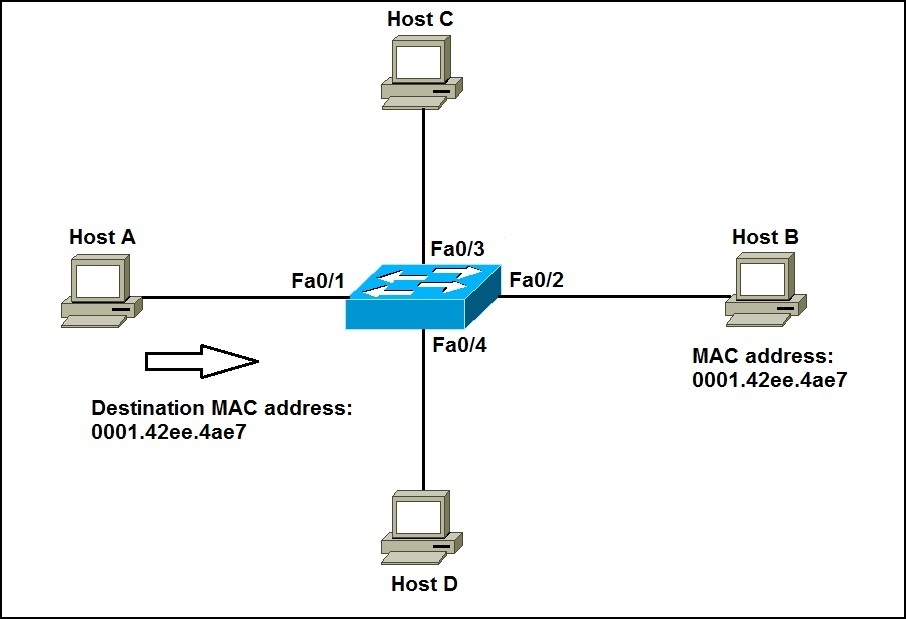 Host C
Host A
Host B
Fa0/3
Fa0/1
Fa0/2
Fa0/4
MAC address:
0001.42ee.4ae7
Destination MAC address:
0001.42ee.4ae7
Host D